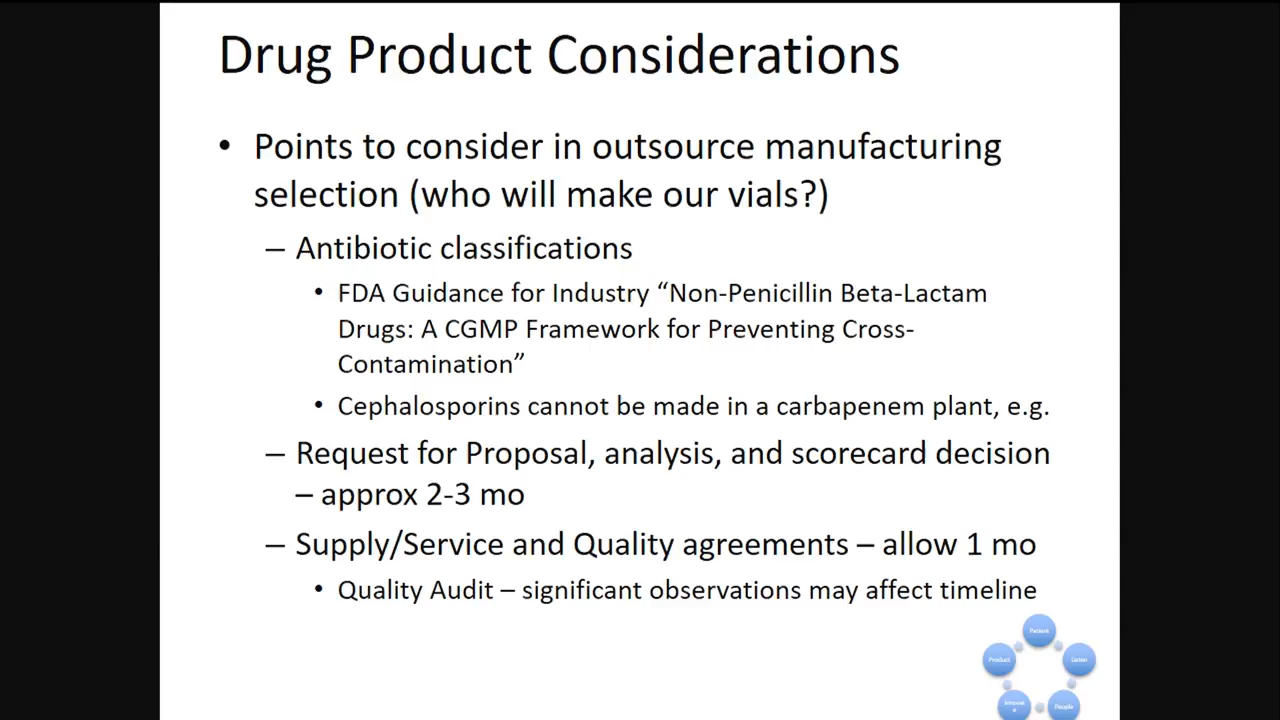 Drug Product Considerations
• Points to consider in outsource manufacturing
selection (who will make our vials?)
– Antibiotic classifications
• FDA Guidance for Industry “Non-Penicillin Beta-Lactam
Drugs: A CGMP Framework for Preventing Cross-
Contamination”
• Cephalosporins cannot be made in a carbapenem plant, e.g.
– Request for Proposal, analysis, and scorecard decision
– approx 2-3 mo
– Supply/Service and Quality agreements – allow 1 mo
• Quality Audit – significant observations may affect timeline
Patient
Product
People